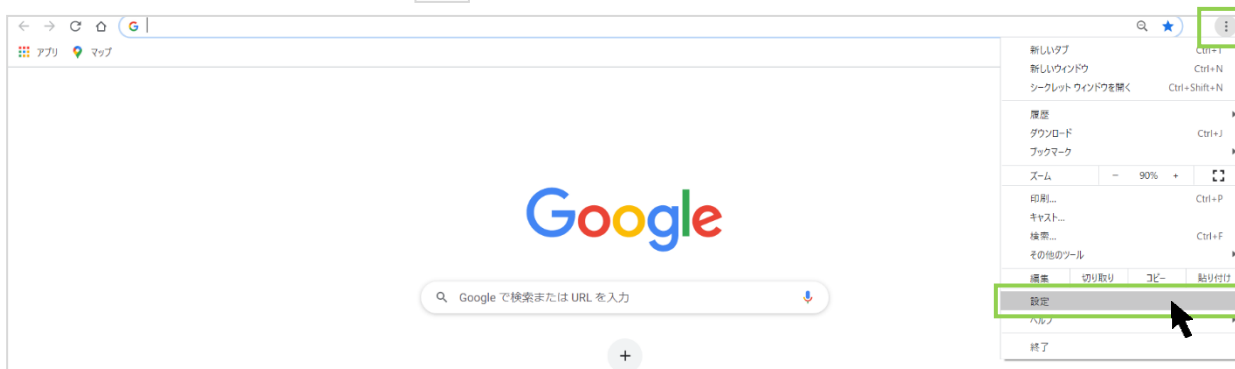 G
アプリ マップ
新しいタブ Ctrl+T
新しいウィンドウ Ctrl+N
シークレット ウィンドウを開く Ctrl+Shift+N
履歴
ダウンロード Ctrl+J
ブックマーク
ズーム − 90% +
印刷... Ctrl+P
キャスト...
検索... Ctrl+F
その他のツール
編集 切り取り コピー 貼り付け
設定
ヘルプ
終了
Google
Google で検索または URL を入力